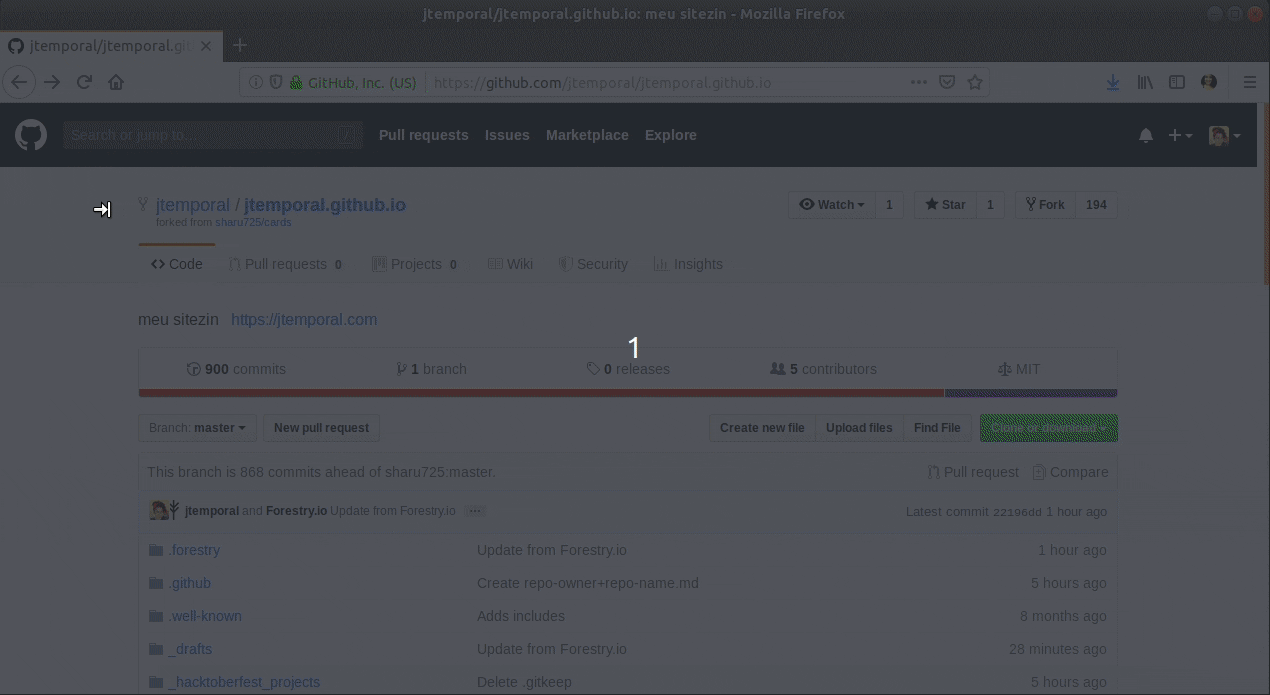 jtemporal/jtemporal.github.io: meu sitezin - Mozilla Firefox
jtemporal/jtemporal.git
GitHub, Inc. (US) https://github.com/jtemporal/jtemporal.github.io
Search or jump to... / Pull requests Issues Marketplace Explore
jtemporal / jtemporal.github.io Watch 1 Star 1 Fork 194
forked from sharu725/cards
Code Pull requests 0 Projects 0 Wiki Security Insights
meu sitezin https://jtemporal.com
1
900 commits 1 branch 0 releases 5 contributors MIT
Branch: master New pull request Create new file Upload files Find File Clone or download
This branch is 868 commits ahead of sharu725:master. Pull request Compare
jtemporal and Forestry.io Update from Forestry.io ... Latest commit 22196dd 1 hour ago
.forestry Update from Forestry.io 1 hour ago
.github Create repo-owner+repo-name.md 5 hours ago
.well-known Adds includes 8 months ago
_drafts Update from Forestry.io 28 minutes ago
_hacktoberfest_projects Delete .gitkeep 5 hours ago